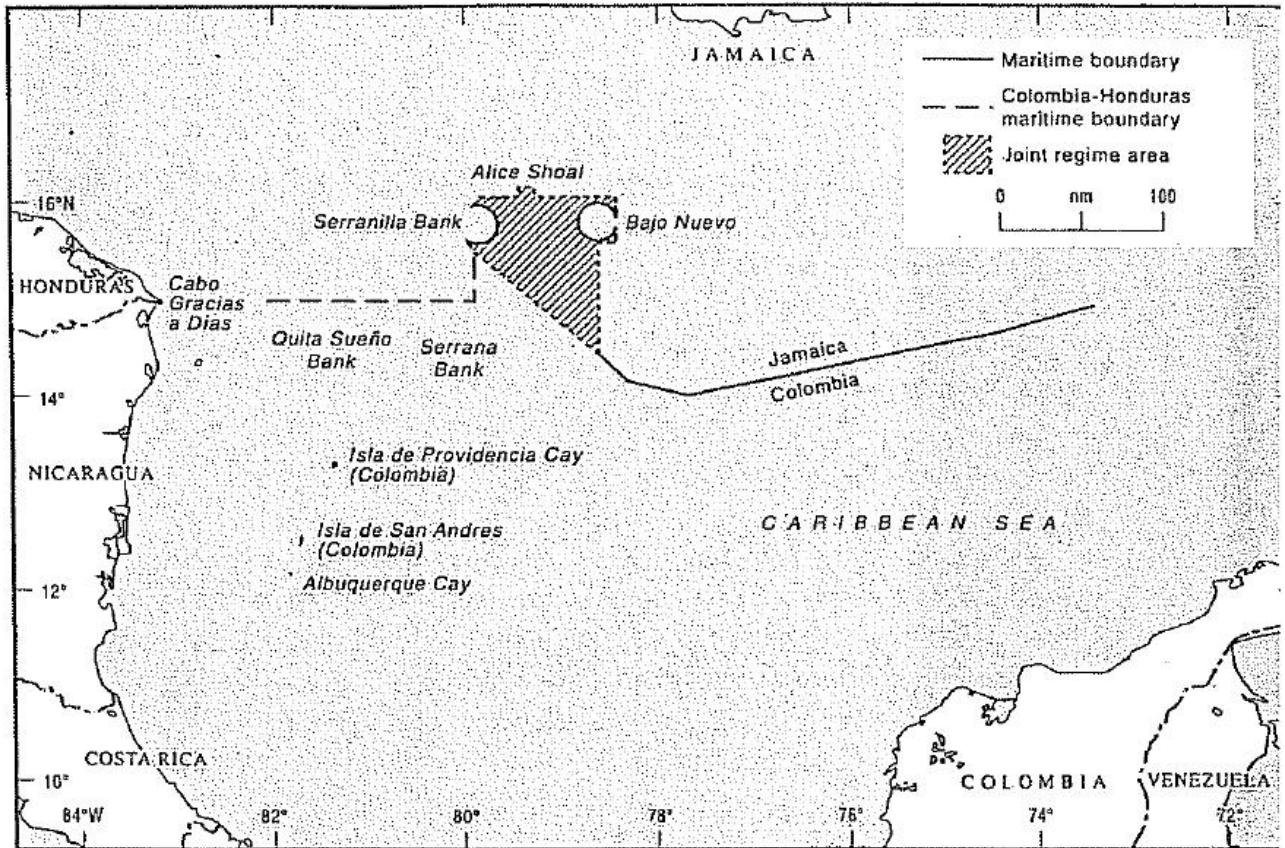 JAMAICA
Maritime boundary
Colombia-Honduras
maritime boundary
Joint regime area
0 nm 100
Alice Shoal
16°N
Serranilla Bank
Bajo Nuevo
HONDURAS
Cabo
Gracias
a Dias
Quita Sueño
Bank
Serrana
Bank
Jamaica
Colombia
14°
NICARAGUA
Isla de Providencia Cay
(Colombia)
Isla de San Andres
(Colombia)
CARIBBEAN SEA
12°
Albuquerque Cay
COSTA RICA
10°
COLOMBIA
VENEZUELA
84°W
82°
80°
78°
76°
74°
72°